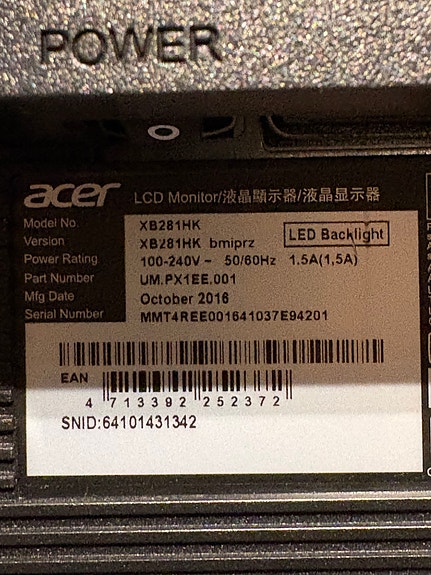 POWER
acer LCD Monitor/液晶顯示器/液晶显示器
Model No. XB281HK
Version XB281HK bmiprz
LED Backlight
Power Rating 100-240V~ 50/60Hz 1.5A(1,5A)
Part Number UM.PX1EE.001
Mfg Date October 2016
Serial Number MMT4REE001641037E94201
EAN
4 713392 252372
SNID:64101431342